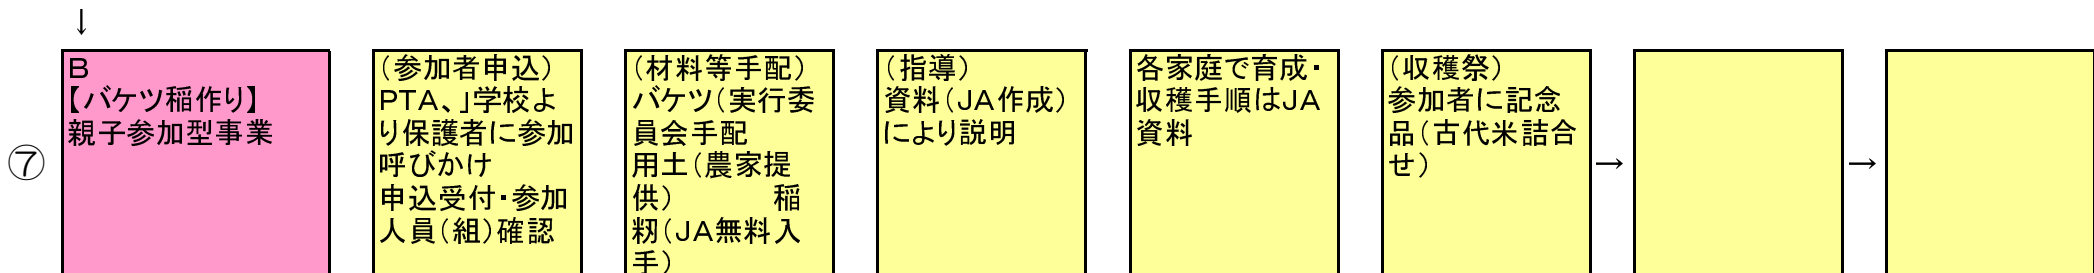 ↓
⑦
B
【バケツ稲作り】
親子参加型事業
(参加者申込)
PTA、」学校よ
り保護者に参加
呼びかけ
申込受付・参加
人員(組)確認
(材料等手配)
バケツ(実行委
員会手配
用土(農家提
供)　　　稲
籾(JA無料入
手)
(指導)
資料(JA作成)
により説明
各家庭で育成・
収穫手順はJA
資料
(収穫祭)
参加者に記念
品(古代米詰合
せ)
→
→